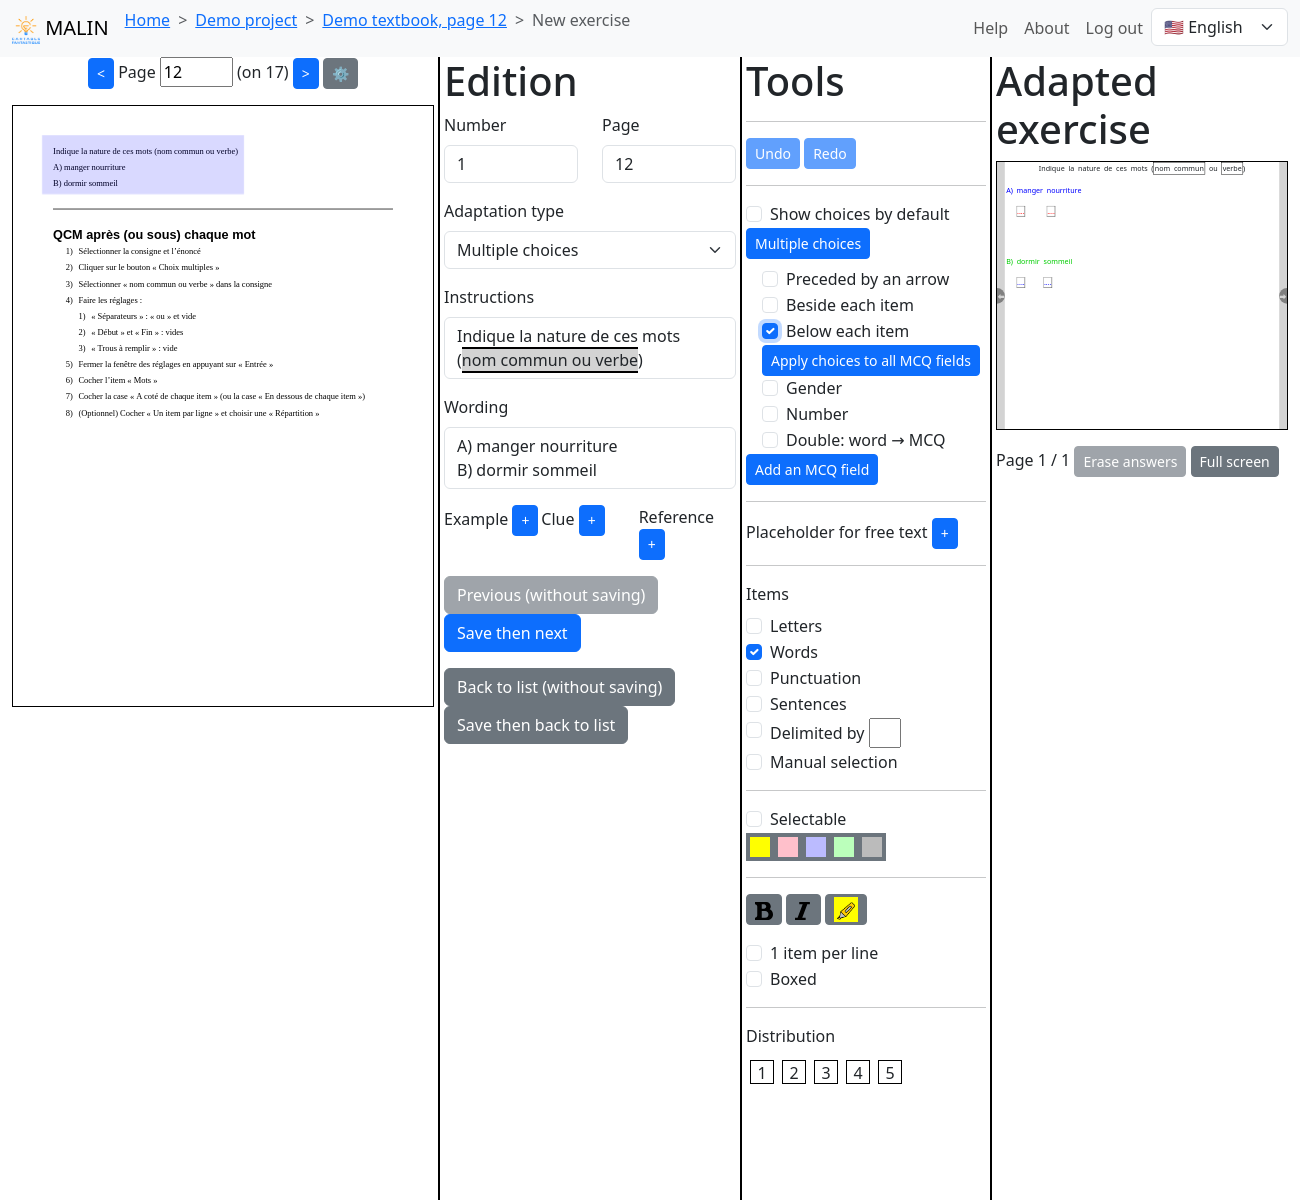 MALIN
Home > Demo project > Demo textbook, page 12 > New exercise
Help About Log out 🇺🇸 English
< Page 12 (on 17) > ⚙️
Indique la nature de ces mots (nom commun ou verbe)
A) manger nourriture
B) dormir sommeil
QCM après (ou sous) chaque mot
1) Sélectionner la consigne et l'énoncé
2) Cliquer sur le bouton « Choix multiples »
3) Sélectionner « nom commun ou verbe » dans la consigne
4) Faire les réglages :
1) « Séparateurs » : « ou » et vide
2) « Début » et « Fin » : vides
3) « Trous à remplir » : vide
5) Fermer la fenêtre des réglages en appuyant sur « Entrée »
6) Cocher l'item « Mots »
7) Cocher la case « A coté de chaque item » (ou la case « En dessous de chaque item »)
8) (Optionnel) Cocher « Un item par ligne » et choisir une « Répartition »
Edition
Number Page
1 12
Adaptation type
Multiple choices
Instructions
Indique la nature de ces mots
(nom commun ou verbe)
Wording
A) manger nourriture
B) dormir sommeil
Example + Clue + Reference
+
Previous (without saving)
Save then next
Back to list (without saving)
Save then back to list
Tools
Undo Redo
Show choices by default
Multiple choices
Preceded by an arrow
Beside each item
Below each item
Apply choices to all MCQ fields
Gender
Number
Double: word → MCQ
Add an MCQ field
Placeholder for free text +
Items
Letters
Words
Punctuation
Sentences
Delimited by
Manual selection
Selectable
B I
1 item per line
Boxed
Distribution
1 2 3 4 5
Adapted
exercise
Indique la nature de ces mots (nom commun ou verbe)
A) manger nourriture
... ...
B) dormir sommeil
... ...
Page 1 / 1 Erase answers Full screen